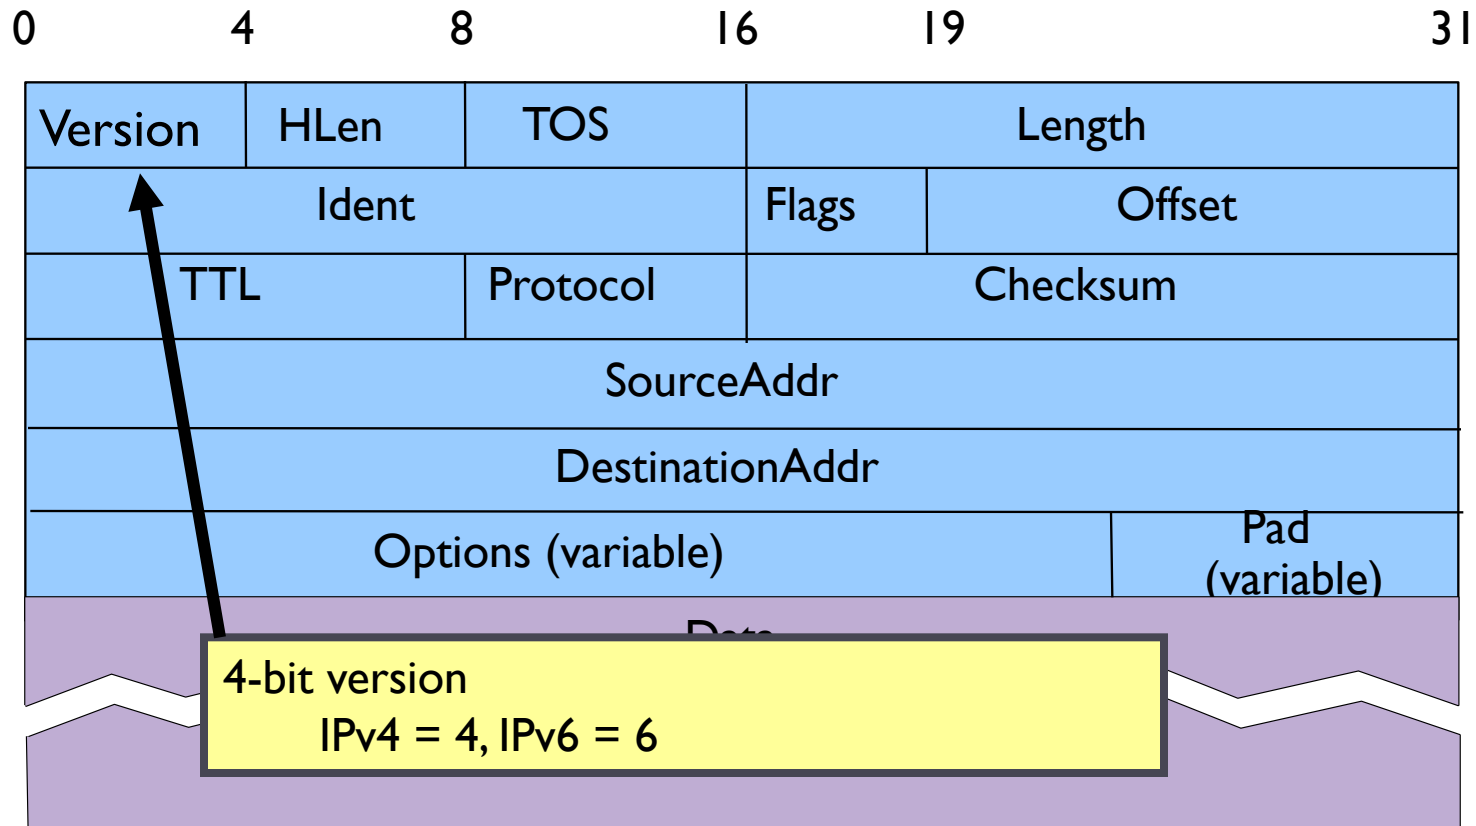 0 4 8 16 19 31
Version HLen TOS Length
Ident Flags Offset
TTL Protocol Checksum
SourceAddr
DestinationAddr
Options (variable) Pad
(variable)
Data
4-bit version
IPv4 = 4, IPv6 = 6